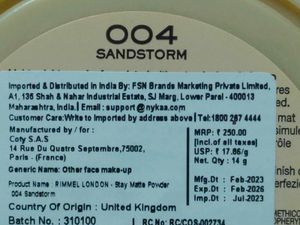 004
SANDSTORM
Imported & Distributed in India By: FSN Brands Marketing Private Limited,
A1, 136 Shah & Nahar Industrial Estate, SJ Marg, Lower Parel - 400013
Maharashtra, India. Email : support@nykaa.com
Customer Care:Write to Imported by address above Tel:1800 267 4444
Manufactured by / for :
Coty S.A.S
14 Rue Du Quatre Septembre,75002,
Paris - (France)
MRP: ₹ 250.00
(incl. of all taxes)
USP: ₹ 17.86/g
Net Qty: 14 g
Generic Name: Other face make-up
Product Name : RIMMEL LONDON - Stay Matte Powder
004 Sandstorm
Mfg.Dt : Feb-2023
Exp.Dt : Feb-2026
Imp.Dt : Jul-2023
Country Of Origin : United Kingdom
Batch No. : 310100
RC No: RC/COS-002734